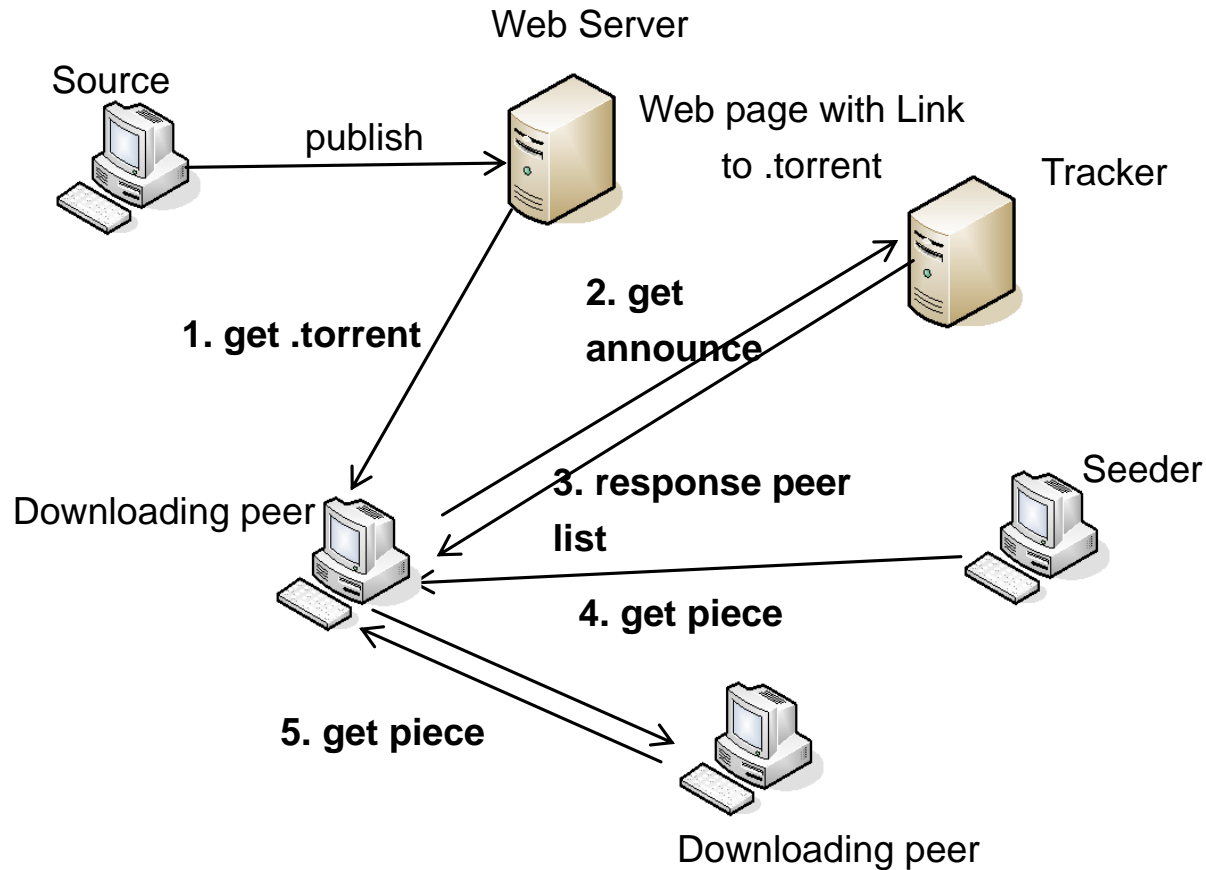 Web Server
Source
publish
Web page with Link
to .torrent
Tracker
1. get .torrent
2. get
announce
Downloading peer
3. response peer
list
Seeder
4. get piece
5. get piece
Downloading peer